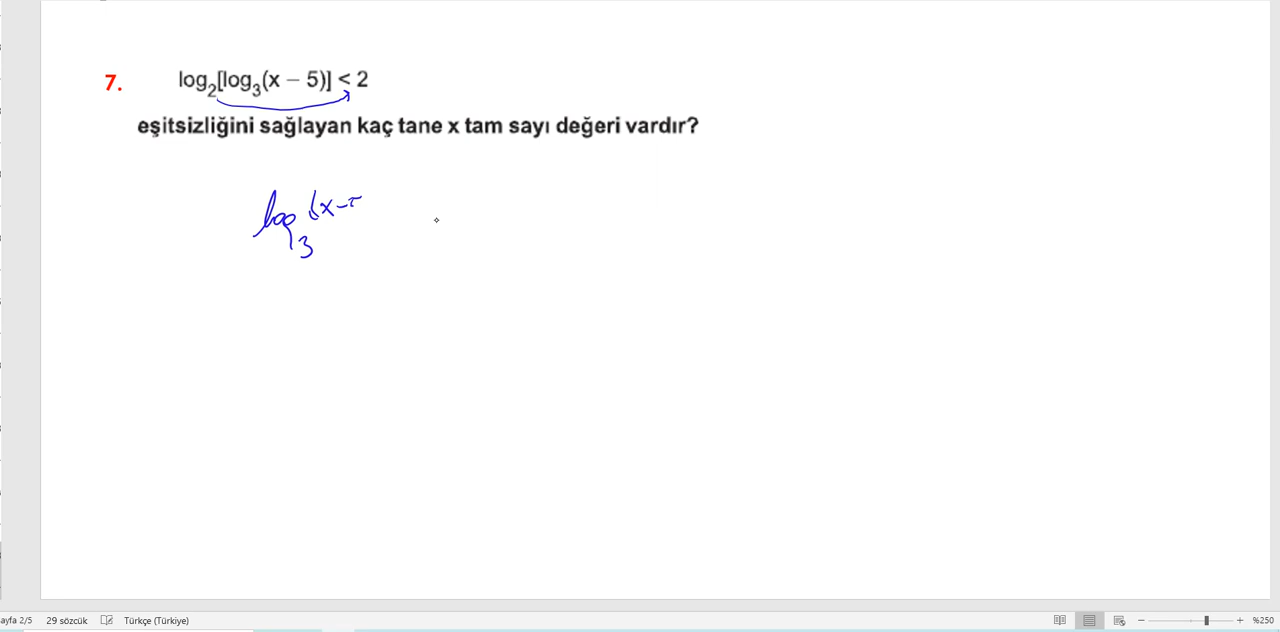 7. log₂[log₃(x − 5)] < 2
eşitsizliğini sağlayan kaç tane x tam sayı değeri vardır?
log₃(x-5
ayfa 2/5 29 sözcük Türkçe (Türkiye) %250